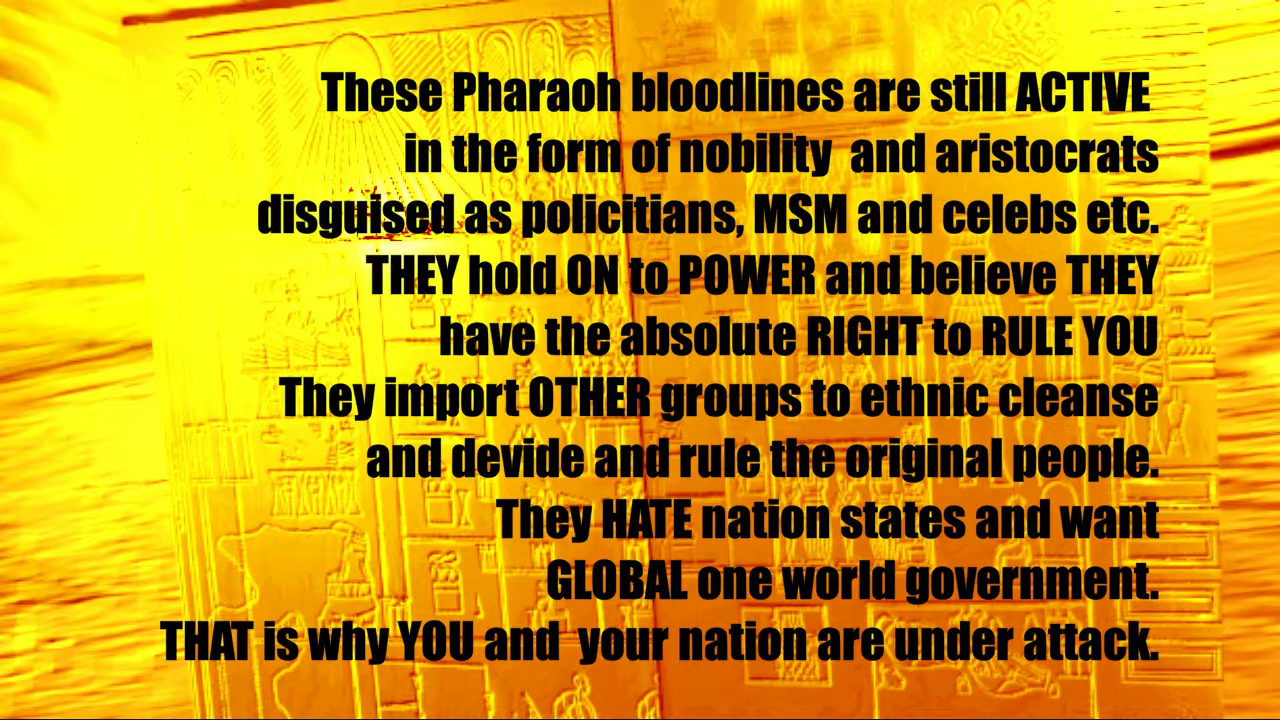 These Pharaoh bloodlines are still ACTIVE
in the form of nobility and aristocrats
disguised as policitians, MSM and celebs etc.
THEY hold ON to POWER and believe THEY
have the absolute RIGHT to RULE YOU
They import OTHER groups to ethnic cleanse
and devide and rule the original people.
They HATE nation states and want
GLOBAL one world government.
THAT is why YOU and your nation are under attack.